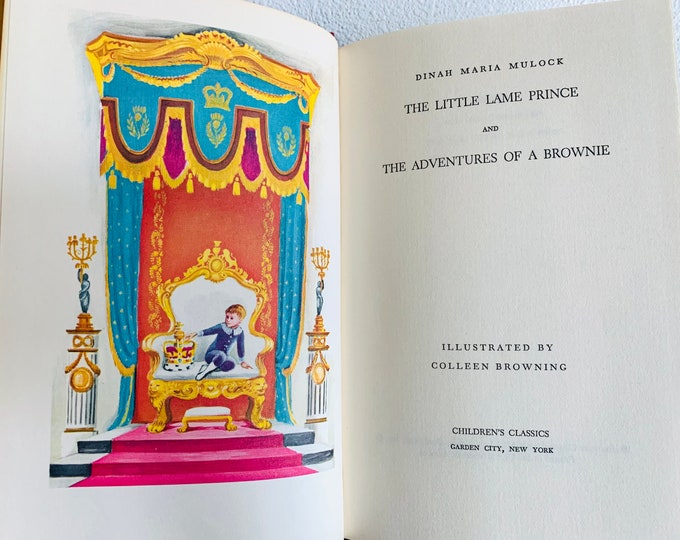 DINAH MARIA MULOCK
THE LITTLE LAME PRINCE
AND
THE ADVENTURES OF A BROWNIE
ILLUSTRATED BY
COLLEEN BROWNING
CHILDREN'S CLASSICS
GARDEN CITY, NEW YORK